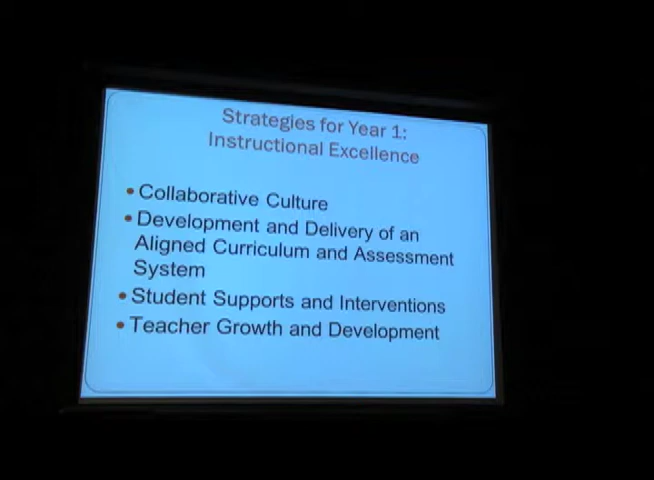 Strategies for Year 1:
Instructional Excellence
• Collaborative Culture
• Development and Delivery of an
Aligned Curriculum and Assessment
System
• Student Supports and Interventions
• Teacher Growth and Development